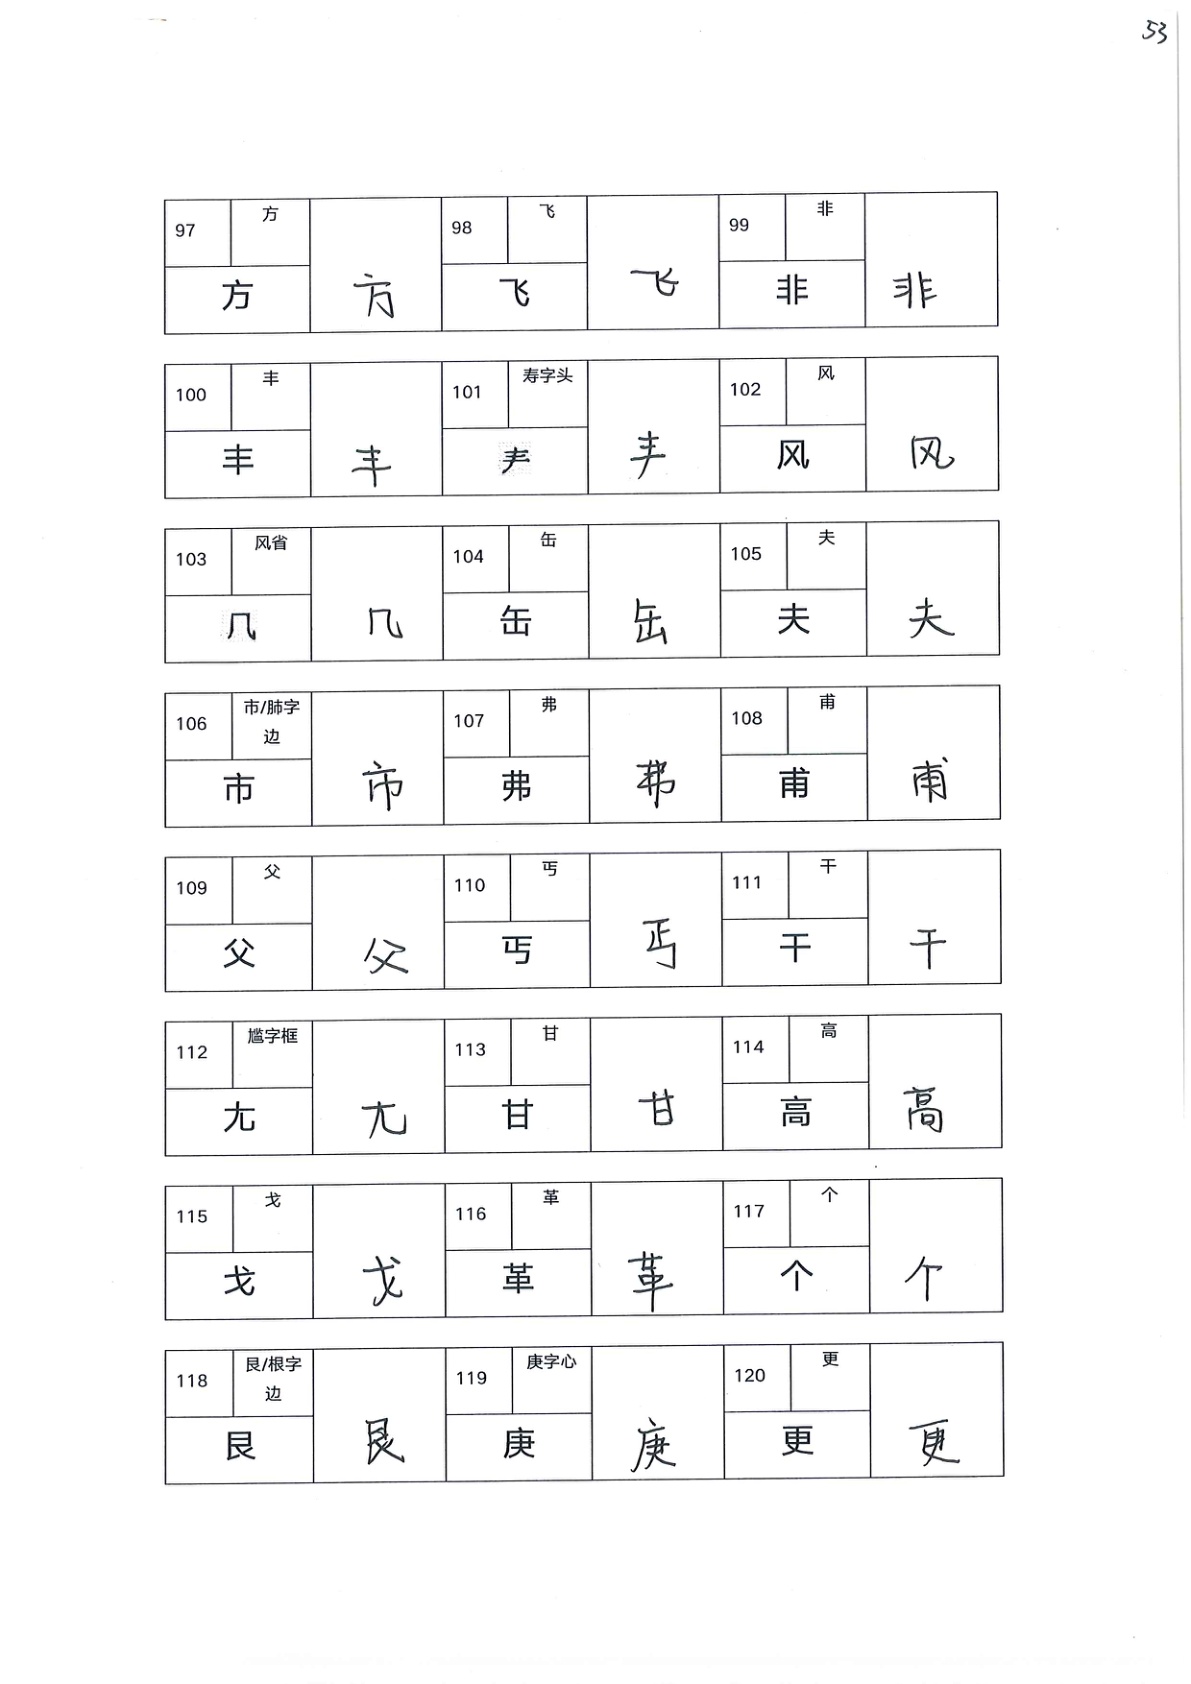 53
97 方 98 飞 99 非
方 方 飞 飞 非 非
100 丰 101 寿字头 102 风
丰 丰 𡗗 𡗗 风 风
103 风省 104 缶 105 夫
几 几 缶 缶 夫 夫
106 市/肺字边 107 弗 108 甫
市 市 弗 弗 甫 甫
109 父 110 丐 111 干
父 父 丐 丐 干 干
112 尴字框 113 甘 114 高
尢 尢 甘 甘 高 高
115 戈 116 革 117 个
戈 戈 革 革 个 个
118 艮/根字边 119 庚字心 120 更
艮 艮 庚 庚 更 更